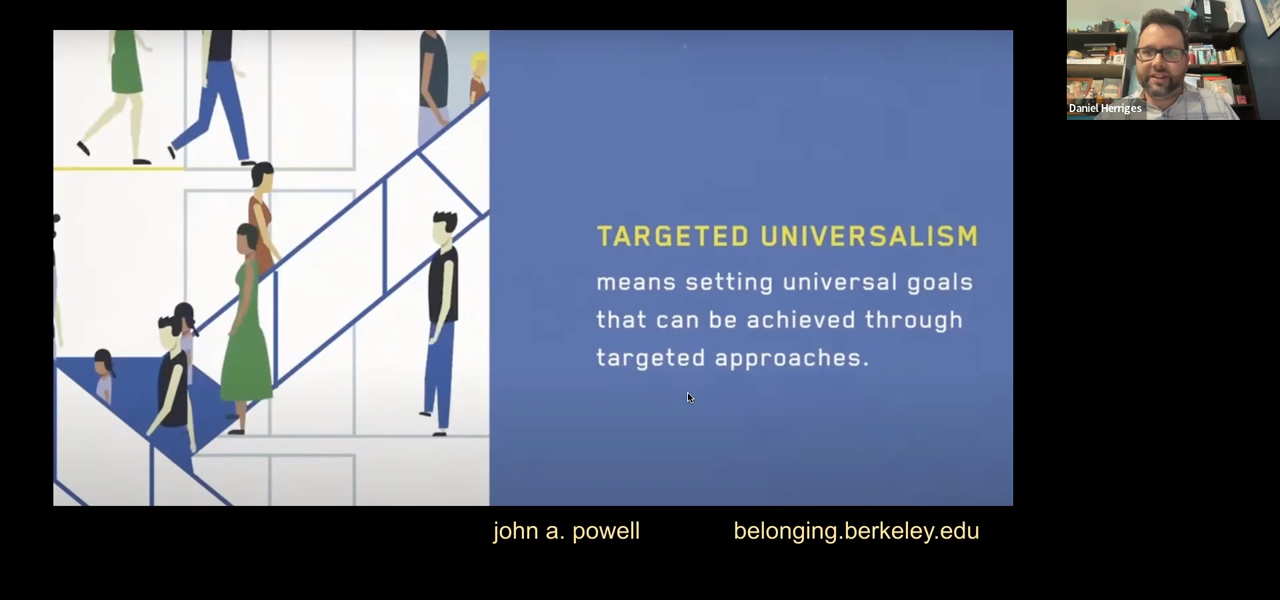 Daniel Herriges
TARGETED UNIVERSALISM
means setting universal goals
that can be achieved through
targeted approaches.
john a. powell
belonging.berkeley.edu